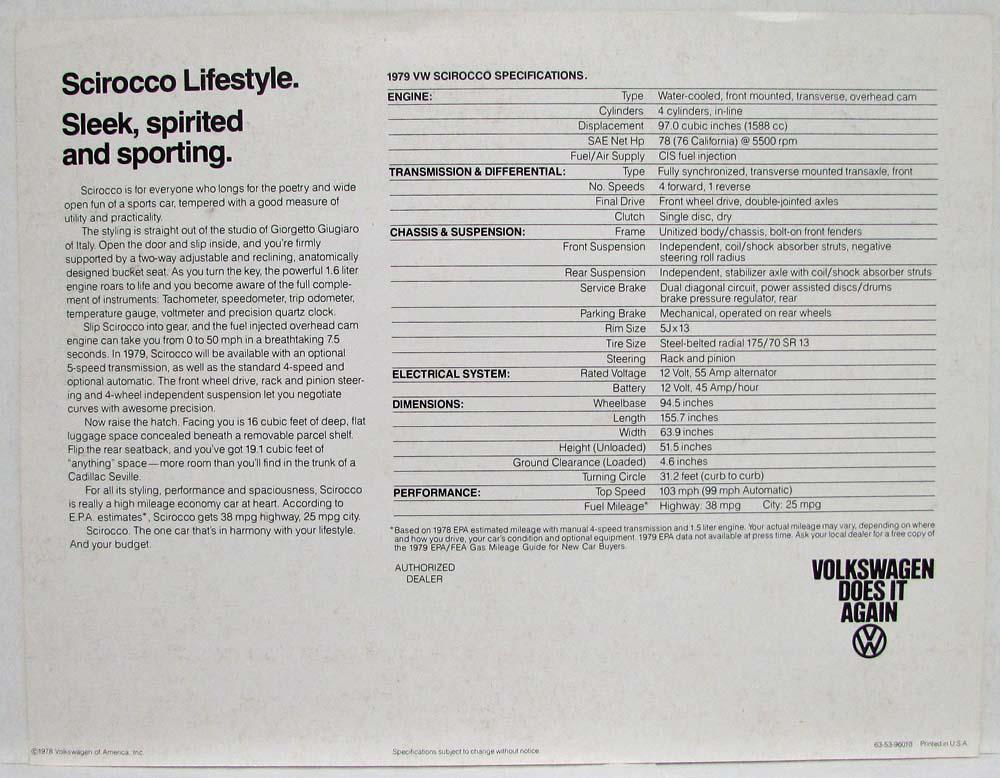 Scirocco Lifestyle.
Sleek, spirited
and sporting.
Scirocco is for everyone who longs for the poetry and wide
open fun of a sports car, tempered with a good measure of
utility and practicality.
The styling is straight out of the studio of Giorgetto Giugiaro
of Italy. Open the door and slip inside, and you're firmly
supported by a two-way adjustable and reclining, anatomically
designed bucket seat. As you turn the key, the powerful 1.6 liter
engine roars to life and you become aware of the full comple-
ment of instruments: Tachometer, speedometer, trip odometer,
temperature gauge, voltmeter and precision quartz clock.
Slip Scirocco into gear, and the fuel injected overhead cam
engine can take you from 0 to 50 mph in a breathtaking 7.5
seconds. In 1979, Scirocco will be available with an optional
5-speed transmission, as well as the standard 4-speed and
optional automatic. The front wheel drive, rack and pinion steer-
ing and 4-wheel independent suspension let you negotiate
curves with awesome precision.
Now raise the hatch. Facing you is 16 cubic feet of deep, flat
luggage space concealed beneath a removable parcel shelf.
Flip the rear seatback, and you've got 19.1 cubic feet of
"anything" space—more room than you'll find in the trunk of a
Cadillac Seville.
For all its styling, performance and spaciousness, Scirocco
is really a high mileage economy car at heart. According to
E.P.A. estimates*, Scirocco gets 38 mpg highway, 25 mpg city.
Scirocco. The one car that's in harmony with your lifestyle.
And your budget.
1979 VW SCIROCCO SPECIFICATIONS.
ENGINE: Type Water-cooled, front mounted, transverse, overhead cam
Cylinders 4 cylinders, in-line
Displacement 97.0 cubic inches (1588 cc)
SAE Net Hp 78 (76 California) @ 5500 rpm
Fuel/Air Supply CIS fuel injection
TRANSMISSION & DIFFERENTIAL: Type Fully synchronized, transverse mounted transaxle, front
No. Speeds 4 forward, 1 reverse
Final Drive Front wheel drive, double-jointed axles
Clutch Single disc, dry
CHASSIS & SUSPENSION: Frame Unitized body/chassis, bolt-on front fenders
Front Suspension Independent, coil/shock absorber struts, negative
steering roll radius
Rear Suspension Independent, stabilizer axle with coil/shock absorber struts
Service Brake Dual diagonal circuit, power assisted discs/drums
brake pressure regulator, rear
Parking Brake Mechanical, operated on rear wheels
Rim Size 5Jx13
Tire Size Steel-belted radial 175/70 SR 13
Steering Rack and pinion
ELECTRICAL SYSTEM: Rated Voltage 12 Volt, 55 Amp alternator
Battery 12 Volt, 45 Amp/hour
DIMENSIONS: Wheelbase 94.5 inches
Length 155.7 inches
Width 63.9 inches
Height (Unloaded) 51.5 inches
Ground Clearance (Loaded) 4.6 inches
Turning Circle 31.2 feet (curb to curb)
PERFORMANCE: Top Speed 103 mph (99 mph Automatic)
Fuel Mileage* Highway: 38 mpg City: 25 mpg
*Based on 1978 EPA estimated mileage with manual 4-speed transmission and 1.5 liter engine. Your actual mileage may vary, depending on where
and how you drive, your car's condition and optional equipment. 1979 EPA data not available at press time. Ask your local dealer for a free copy of
the 1979 EPA/FEA Gas Mileage Guide for New Car Buyers.
AUTHORIZED
DEALER
VOLKSWAGEN
DOES IT
AGAIN
©1978 Volkswagen of America, Inc.
Specifications subject to change without notice.
63-53-96010 Printed in U.S.A.